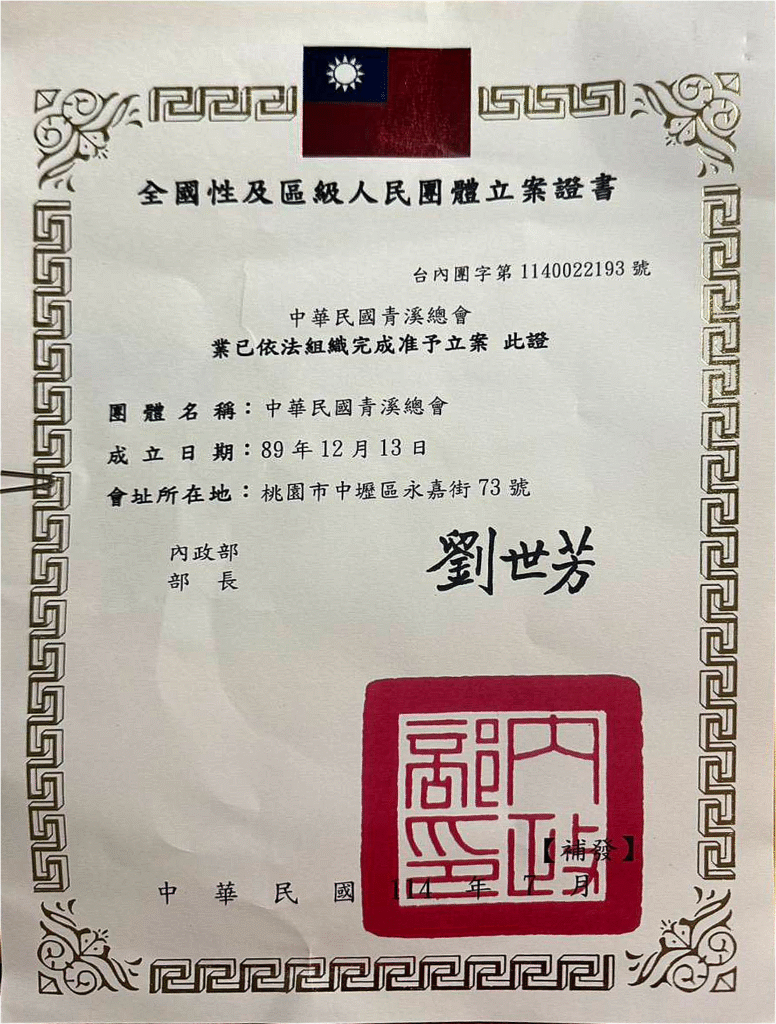 全國性及區級人民團體立案證書
台內團字第 1140022193 號
中華民國青溪總會
業已依法組織完成准予立案 此證
團體名稱：中華民國青溪總會
成立日期：89 年 12 月 13 日
會址所在地：桃園市中壢區永嘉街 73 號
內政部
部 長
劉世芳
內政部印
【補發】
中華民國 114 年 7 月